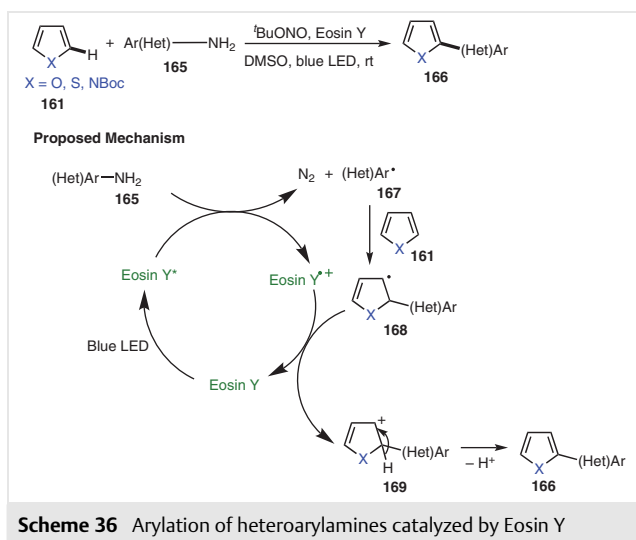 X
H
+ Ar(Het)—NH2
165
tBuONO, Eosin Y
DMSO, blue LED, rt
X
(Het)Ar
166
X = O, S, NBoc
161
Proposed Mechanism
(Het)Ar—NH2
165
N2 + (Het)Ar•
167
X
161
Eosin Y*
Eosin Y•+
•
X
(Het)Ar
168
Blue LED
Eosin Y
+
X
H
(Het)Ar
169
– H+
X
(Het)Ar
166
Scheme 36 Arylation of heteroarylamines catalyzed by Eosin Y